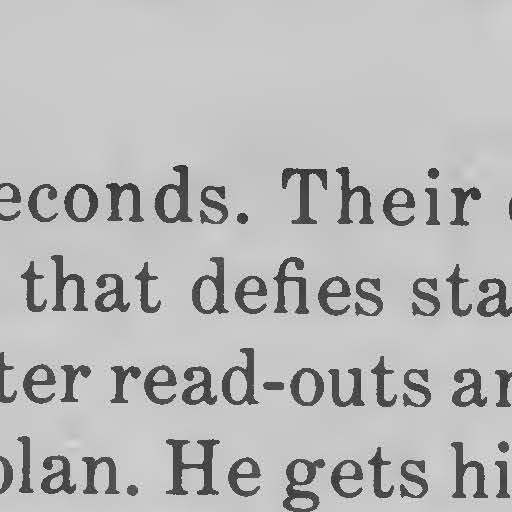 econds. Their
that defies sta
ter read-outs an
plan. He gets hi